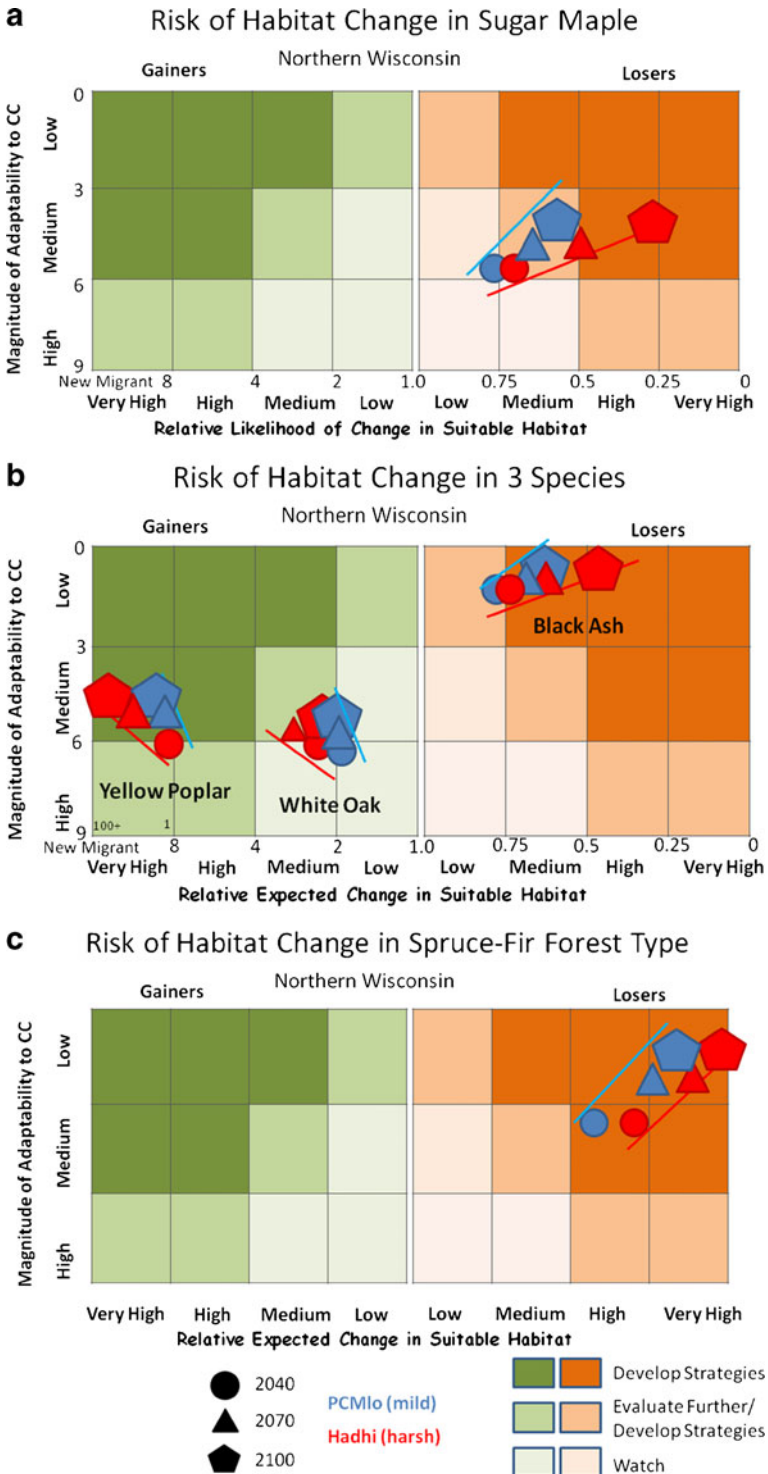 a
Risk of Habitat Change in Sugar Maple
Northern Wisconsin
Gainers
Losers
Magnitude of Adaptability to CC
Low
Medium
High
0
3
6
9
New Migrant 8 4 2 1.0 0.75 0.5 0.25 0
Very High High Medium Low Low Medium High Very High
Relative Likelihood of Change in Suitable Habitat
b
Risk of Habitat Change in 3 Species
Northern Wisconsin
Gainers
Losers
Magnitude of Adaptability to CC
Low
Medium
High
0
3
6
9
Black Ash
Yellow Poplar
White Oak
100+ 1
New Migrant 8 4 2 1.0 0.75 0.5 0.25 0
Very High High Medium Low Low Medium High Very High
Relative Expected Change in Suitable Habitat
c
Risk of Habitat Change in Spruce-Fir Forest Type
Northern Wisconsin
Gainers
Losers
Magnitude of Adaptability to CC
Low
Medium
High
Very High High Medium Low Low Medium High Very High
Relative Expected Change in Suitable Habitat
2040
2070
2100
PCMlo (mild)
Hadhi (harsh)
Develop Strategies
Evaluate Further/
Develop Strategies
Watch